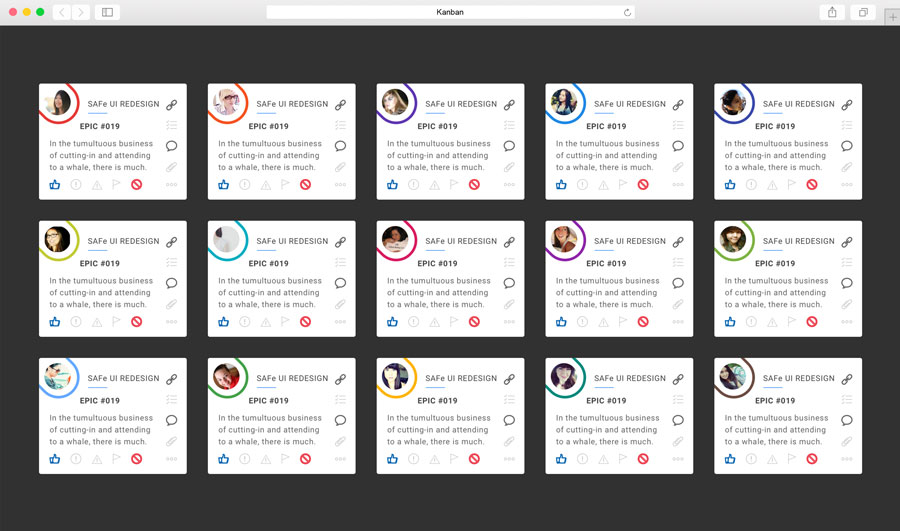 Kanban
SAFe UI REDESIGN
EPIC #019
In the tumultuous business
of cutting-in and attending
to a whale, there is much.
SAFe UI REDESIGN
EPIC #019
In the tumultuous business
of cutting-in and attending
to a whale, there is much.
SAFe UI REDESIGN
EPIC #019
In the tumultuous business
of cutting-in and attending
to a whale, there is much.
SAFe UI REDESIGN
EPIC #019
In the tumultuous business
of cutting-in and attending
to a whale, there is much.
SAFe UI REDESIGN
EPIC #019
In the tumultuous business
of cutting-in and attending
to a whale, there is much.
SAFe UI REDESIGN
EPIC #019
In the tumultuous business
of cutting-in and attending
to a whale, there is much.
SAFe UI REDESIGN
EPIC #019
In the tumultuous business
of cutting-in and attending
to a whale, there is much.
SAFe UI REDESIGN
EPIC #019
In the tumultuous business
of cutting-in and attending
to a whale, there is much.
SAFe UI REDESIGN
EPIC #019
In the tumultuous business
of cutting-in and attending
to a whale, there is much.
SAFe UI REDESIGN
EPIC #019
In the tumultuous business
of cutting-in and attending
to a whale, there is much.
SAFe UI REDESIGN
EPIC #019
In the tumultuous business
of cutting-in and attending
to a whale, there is much.
SAFe UI REDESIGN
EPIC #019
In the tumultuous business
of cutting-in and attending
to a whale, there is much.
SAFe UI REDESIGN
EPIC #019
In the tumultuous business
of cutting-in and attending
to a whale, there is much.
SAFe UI REDESIGN
EPIC #019
In the tumultuous business
of cutting-in and attending
to a whale, there is much.
SAFe UI REDESIGN
EPIC #019
In the tumultuous business
of cutting-in and attending
to a whale, there is much.